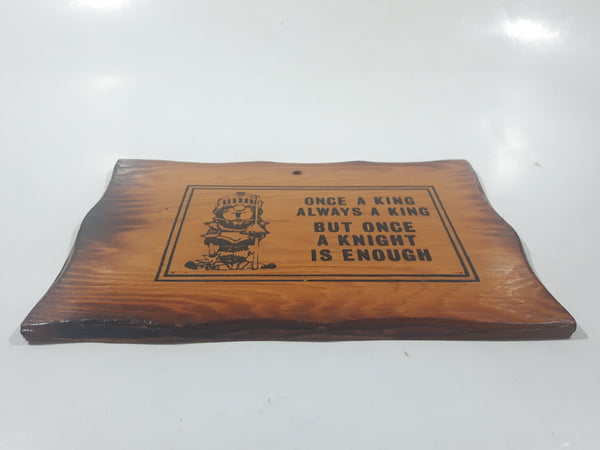 ONCE A KING
ALWAYS A KING
BUT ONCE
A KNIGHT
IS ENOUGH